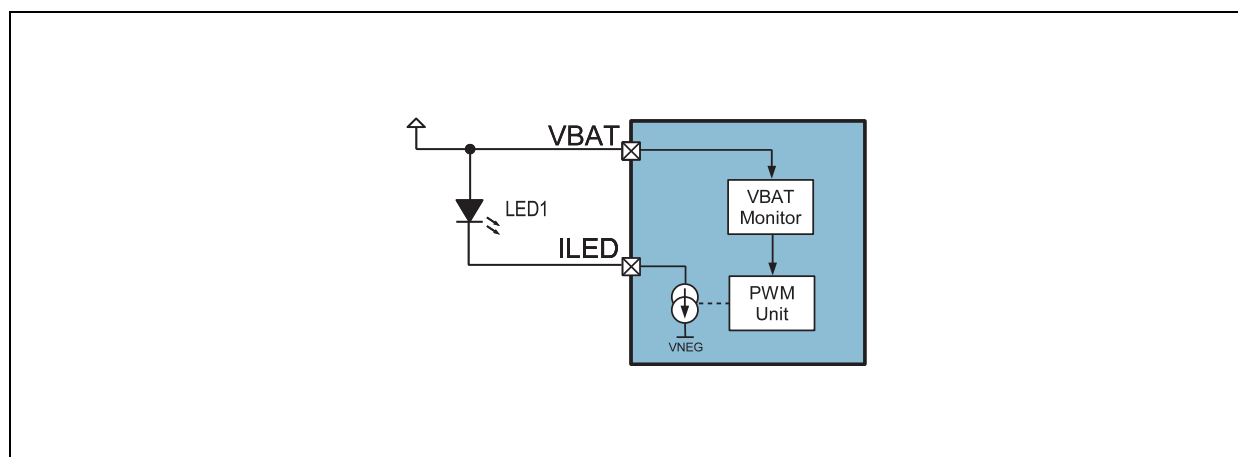 VBAT
VBAT
Monitor
LED1
ILED
PWM
Unit
VNEG